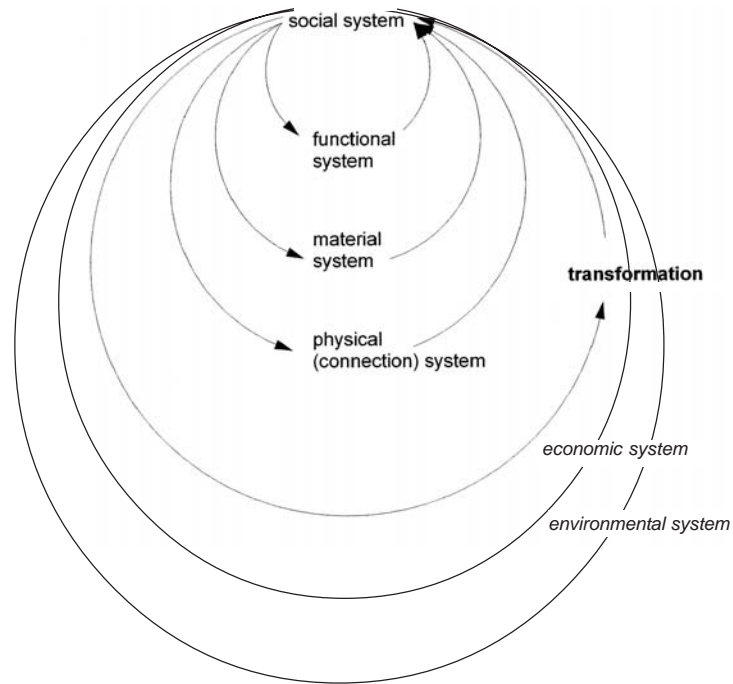 social system
functional
system
material
system
transformation
physical
(connection) system
economic system
environmental system